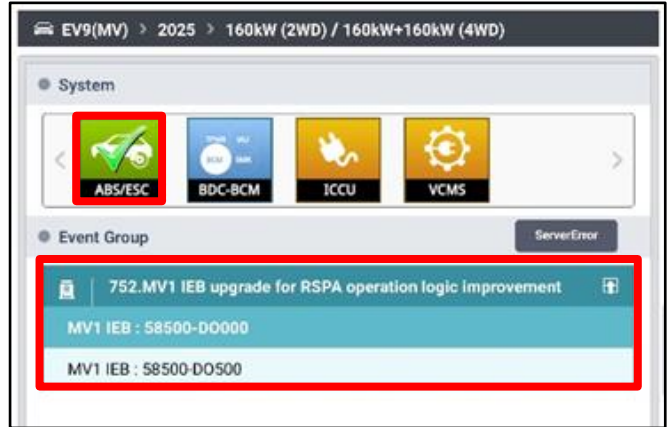 EV9(MV) > 2025 > 160kW (2WD) / 160kW+160kW (4WD)
System
ABS/ESC BDC-BCM ICCU VCMS
Event Group ServerError
752.MV1 IEB upgrade for RSPA operation logic improvement
MV1 IEB : 58500-DO000
MV1 IEB : 58500-DO500